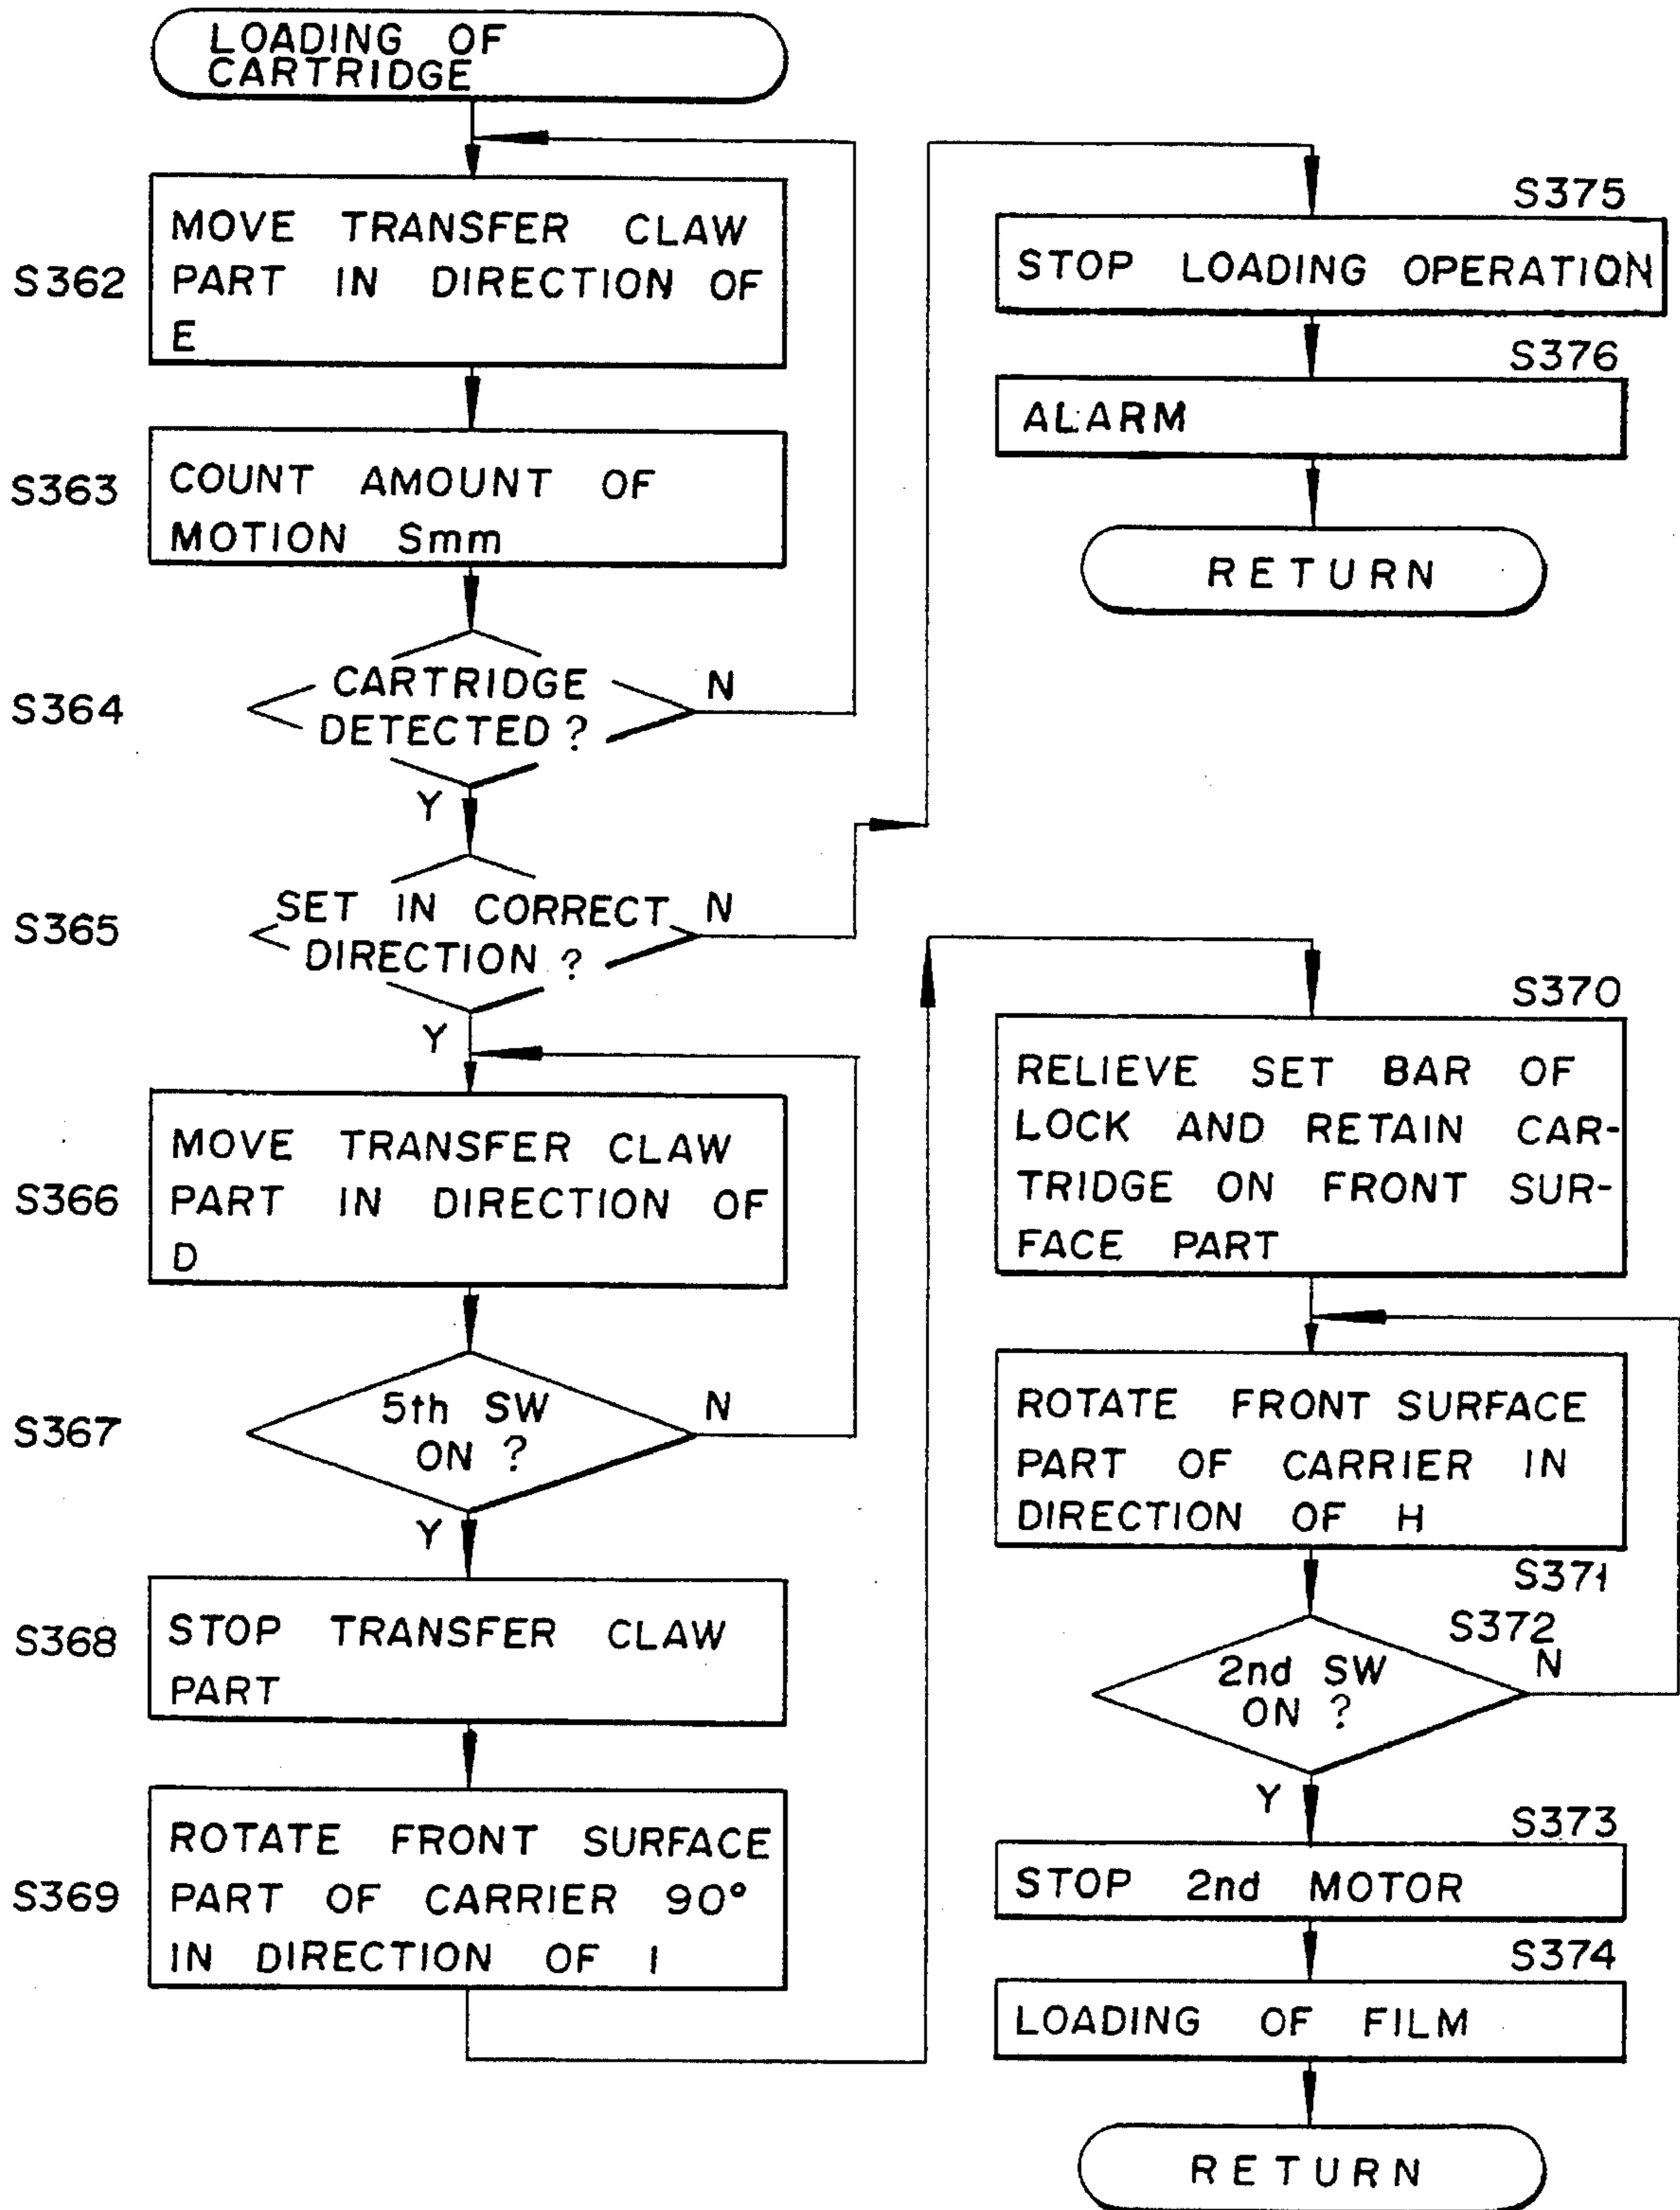 LOADING OF
CARTRIDGE
S362
MOVE TRANSFER CLAW
PART IN DIRECTION OF
E
S363
COUNT AMOUNT OF
MOTION Smm
S364
CARTRIDGE
DETECTED ?
N
Y
S365
SET IN CORRECT
DIRECTION ?
N
Y
S366
MOVE TRANSFER CLAW
PART IN DIRECTION OF
D
S367
5th SW
ON ?
N
Y
S368
STOP TRANSFER CLAW
PART
S369
ROTATE FRONT SURFACE
PART OF CARRIER 90°
IN DIRECTION OF I
S375
STOP LOADING OPERATION
S376
ALARM
RETURN
S370
RELIEVE SET BAR OF
LOCK AND RETAIN CAR-
TRIDGE ON FRONT SUR-
FACE PART
ROTATE FRONT SURFACE
PART OF CARRIER IN
DIRECTION OF H
S371
S372
2nd SW
ON ?
N
Y
S373
STOP 2nd MOTOR
S374
LOADING OF FILM
RETURN